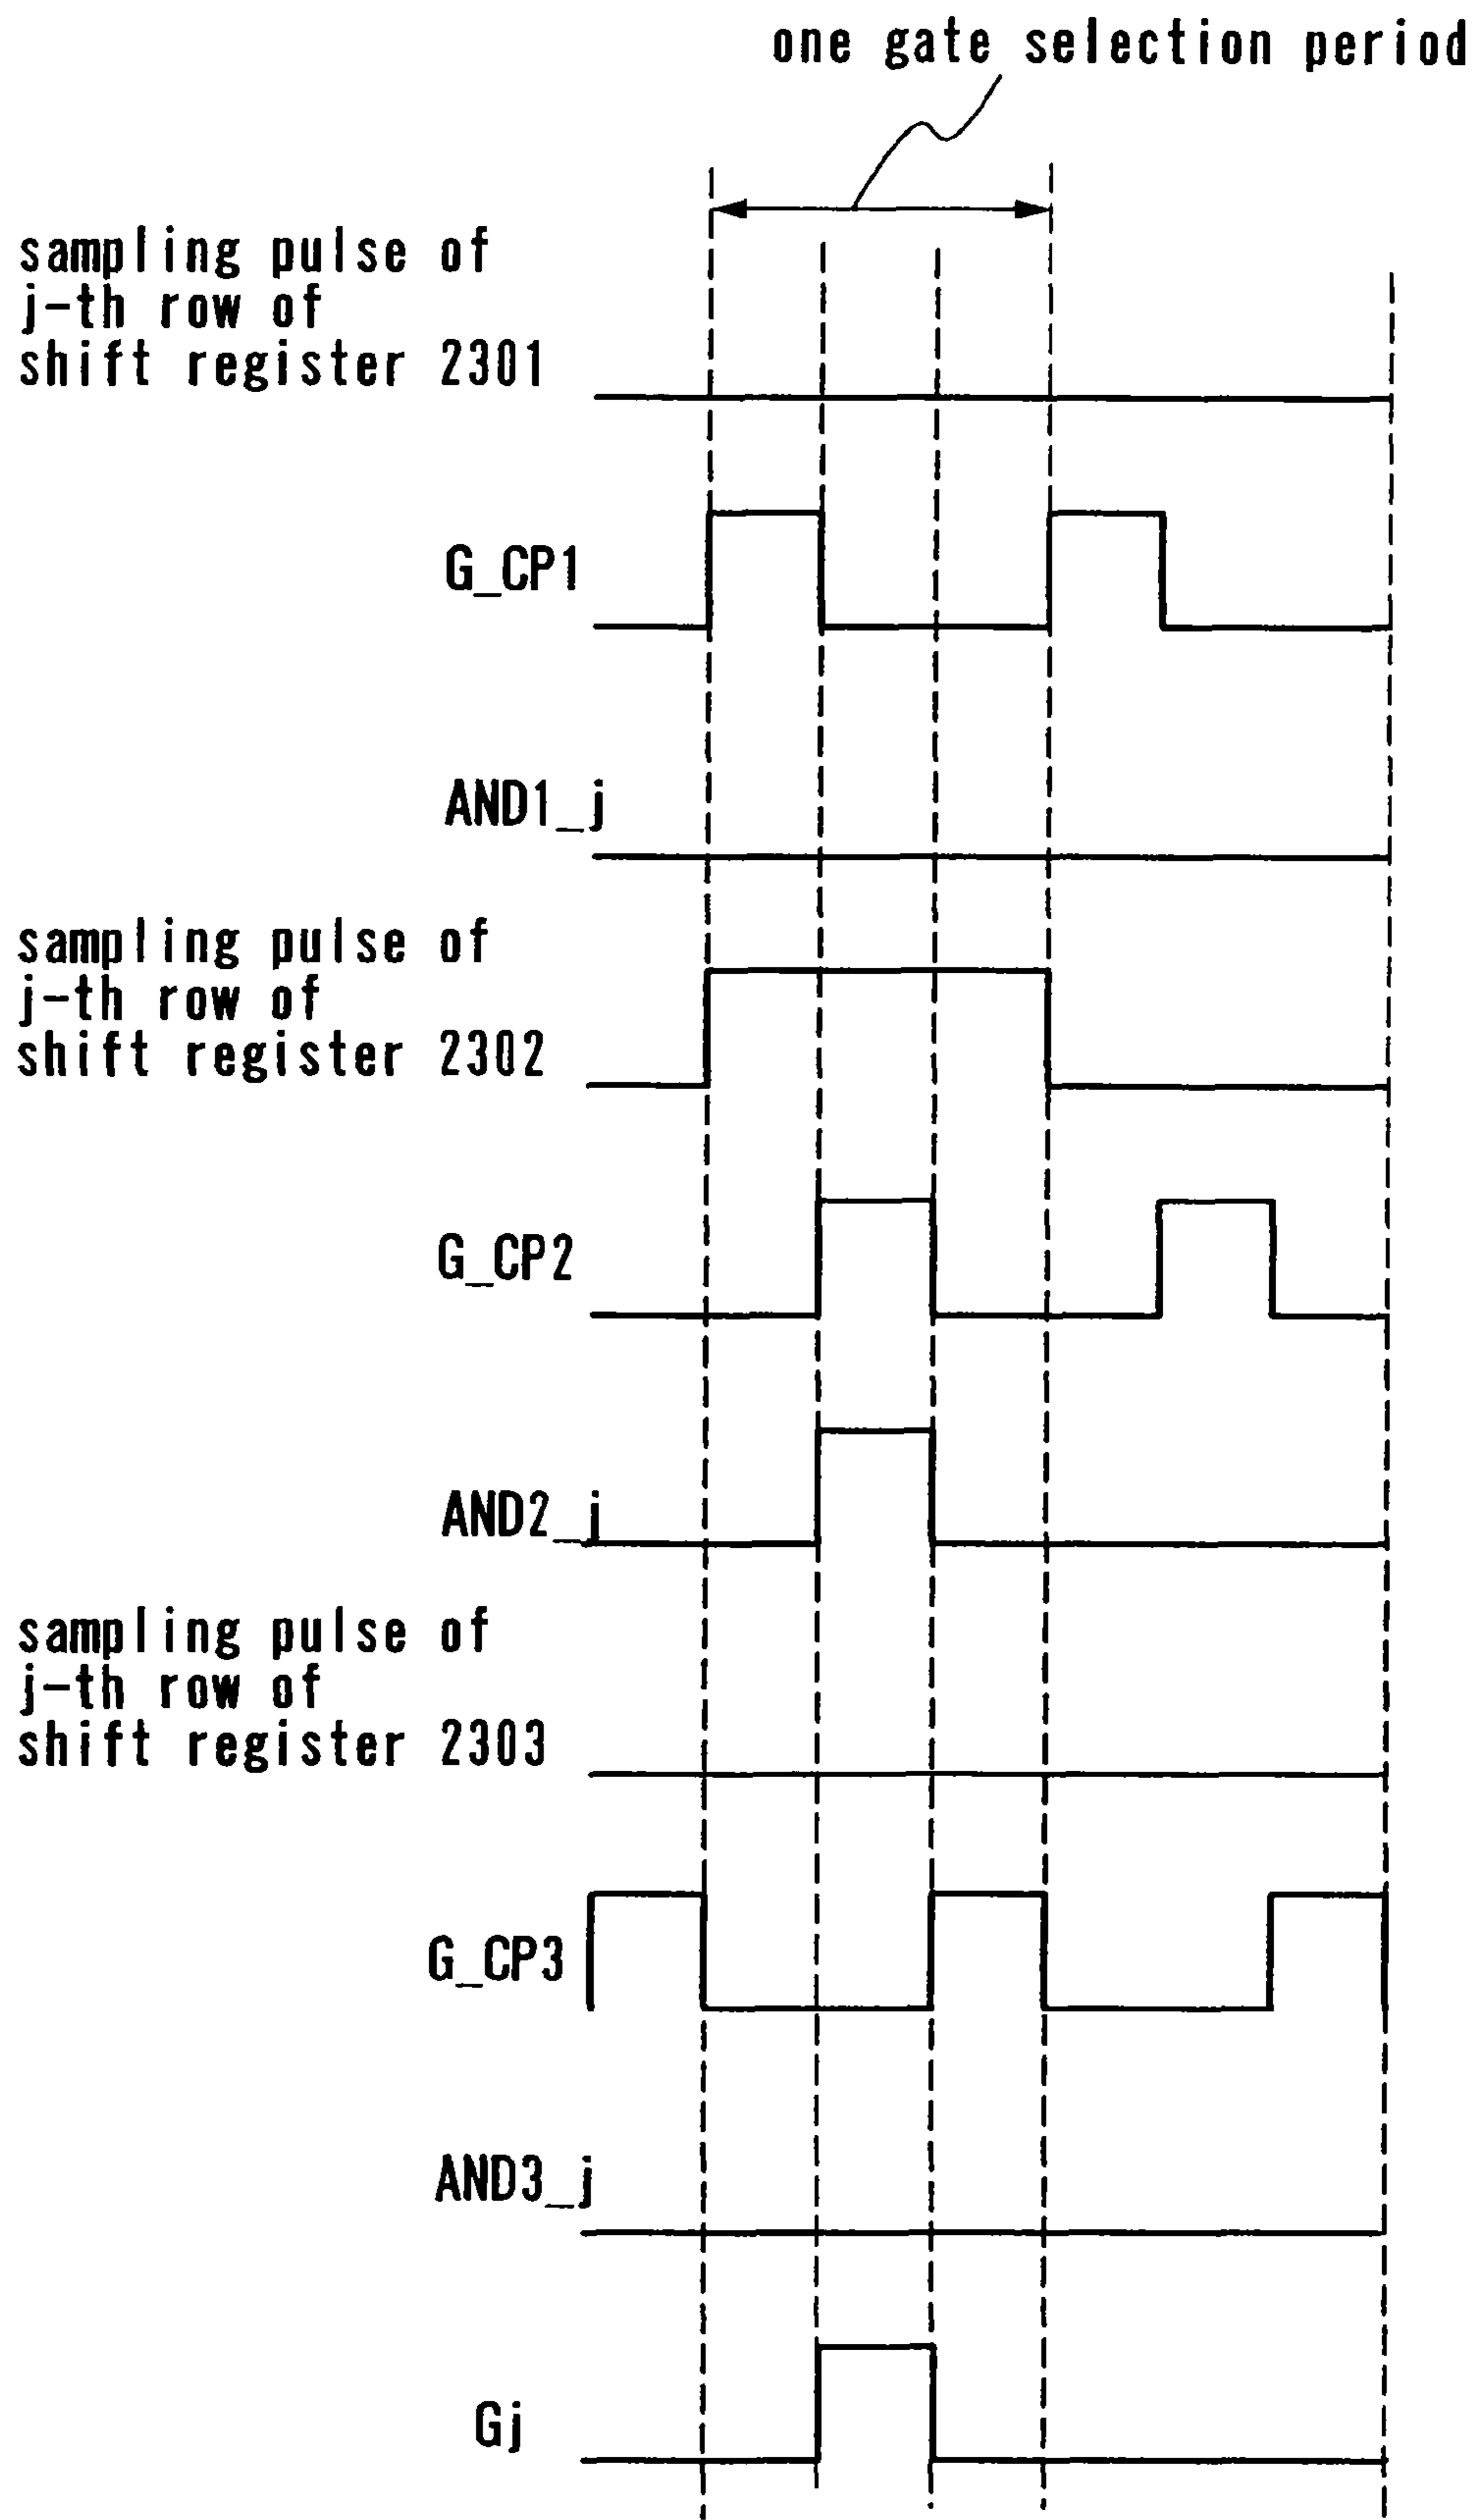 one gate selection period
sampling pulse of
j-th row of
shift register 2301
G_CP1
AND1_j
sampling pulse of
j-th row of
shift register 2302
G_CP2
AND2_j
sampling pulse of
j-th row of
shift register 2303
G_CP3
AND3_j
Gj